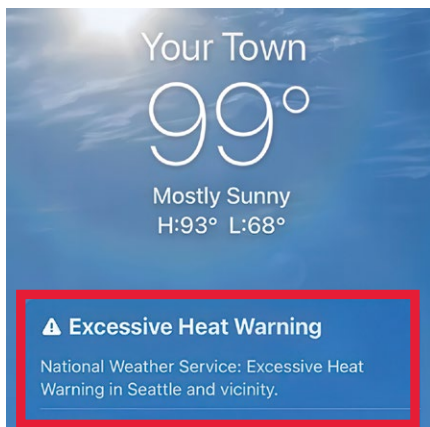 Your Town
99°
Mostly Sunny
H:93° L:68°
Excessive Heat Warning
National Weather Service: Excessive Heat
Warning in Seattle and vicinity.